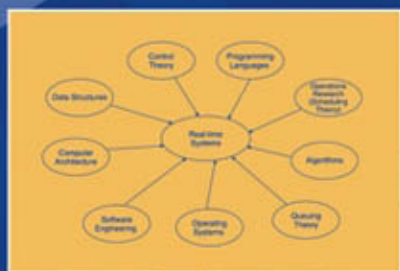 Control
Theory
Programming
Languages
Data Structures
Operations
Research
(Scheduling
Theory)
Real-time
Systems
Computer
Architecture
Algorithms
Software
Engineering
Operating
Systems
Queuing
Theory